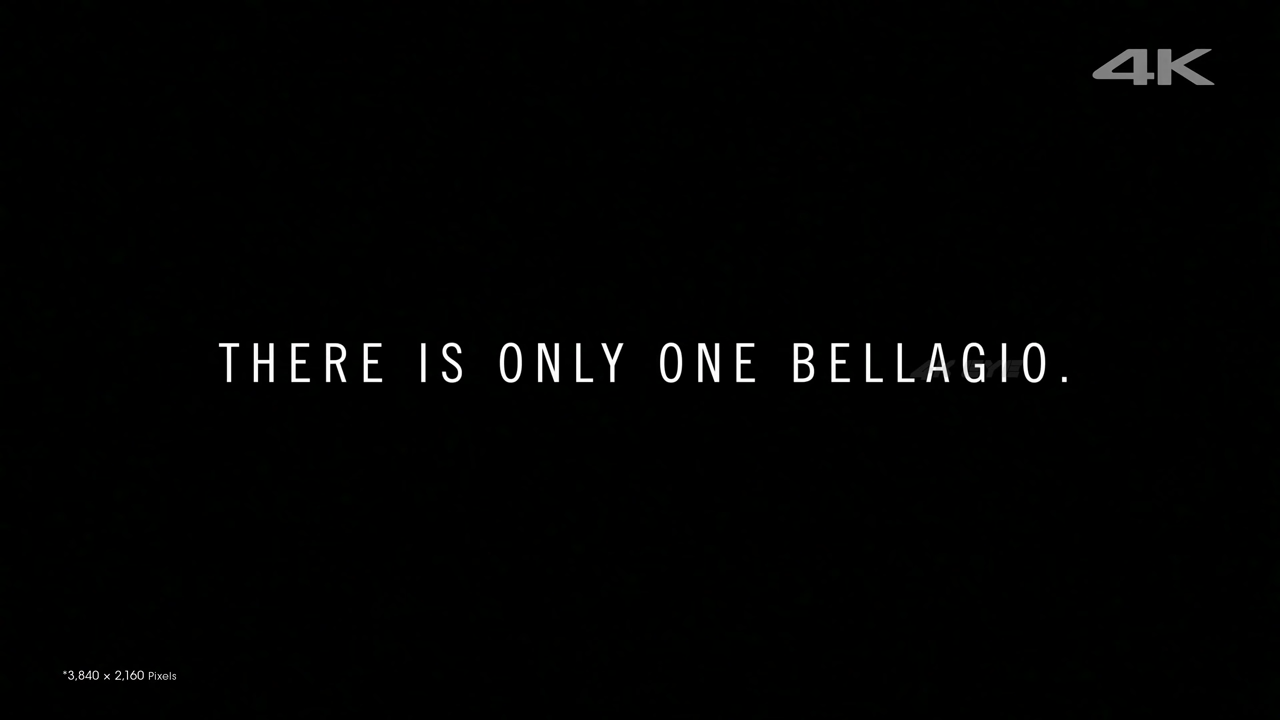 4K
THERE IS ONLY ONE BELLAGIO.
*3,840 × 2,160 Pixels